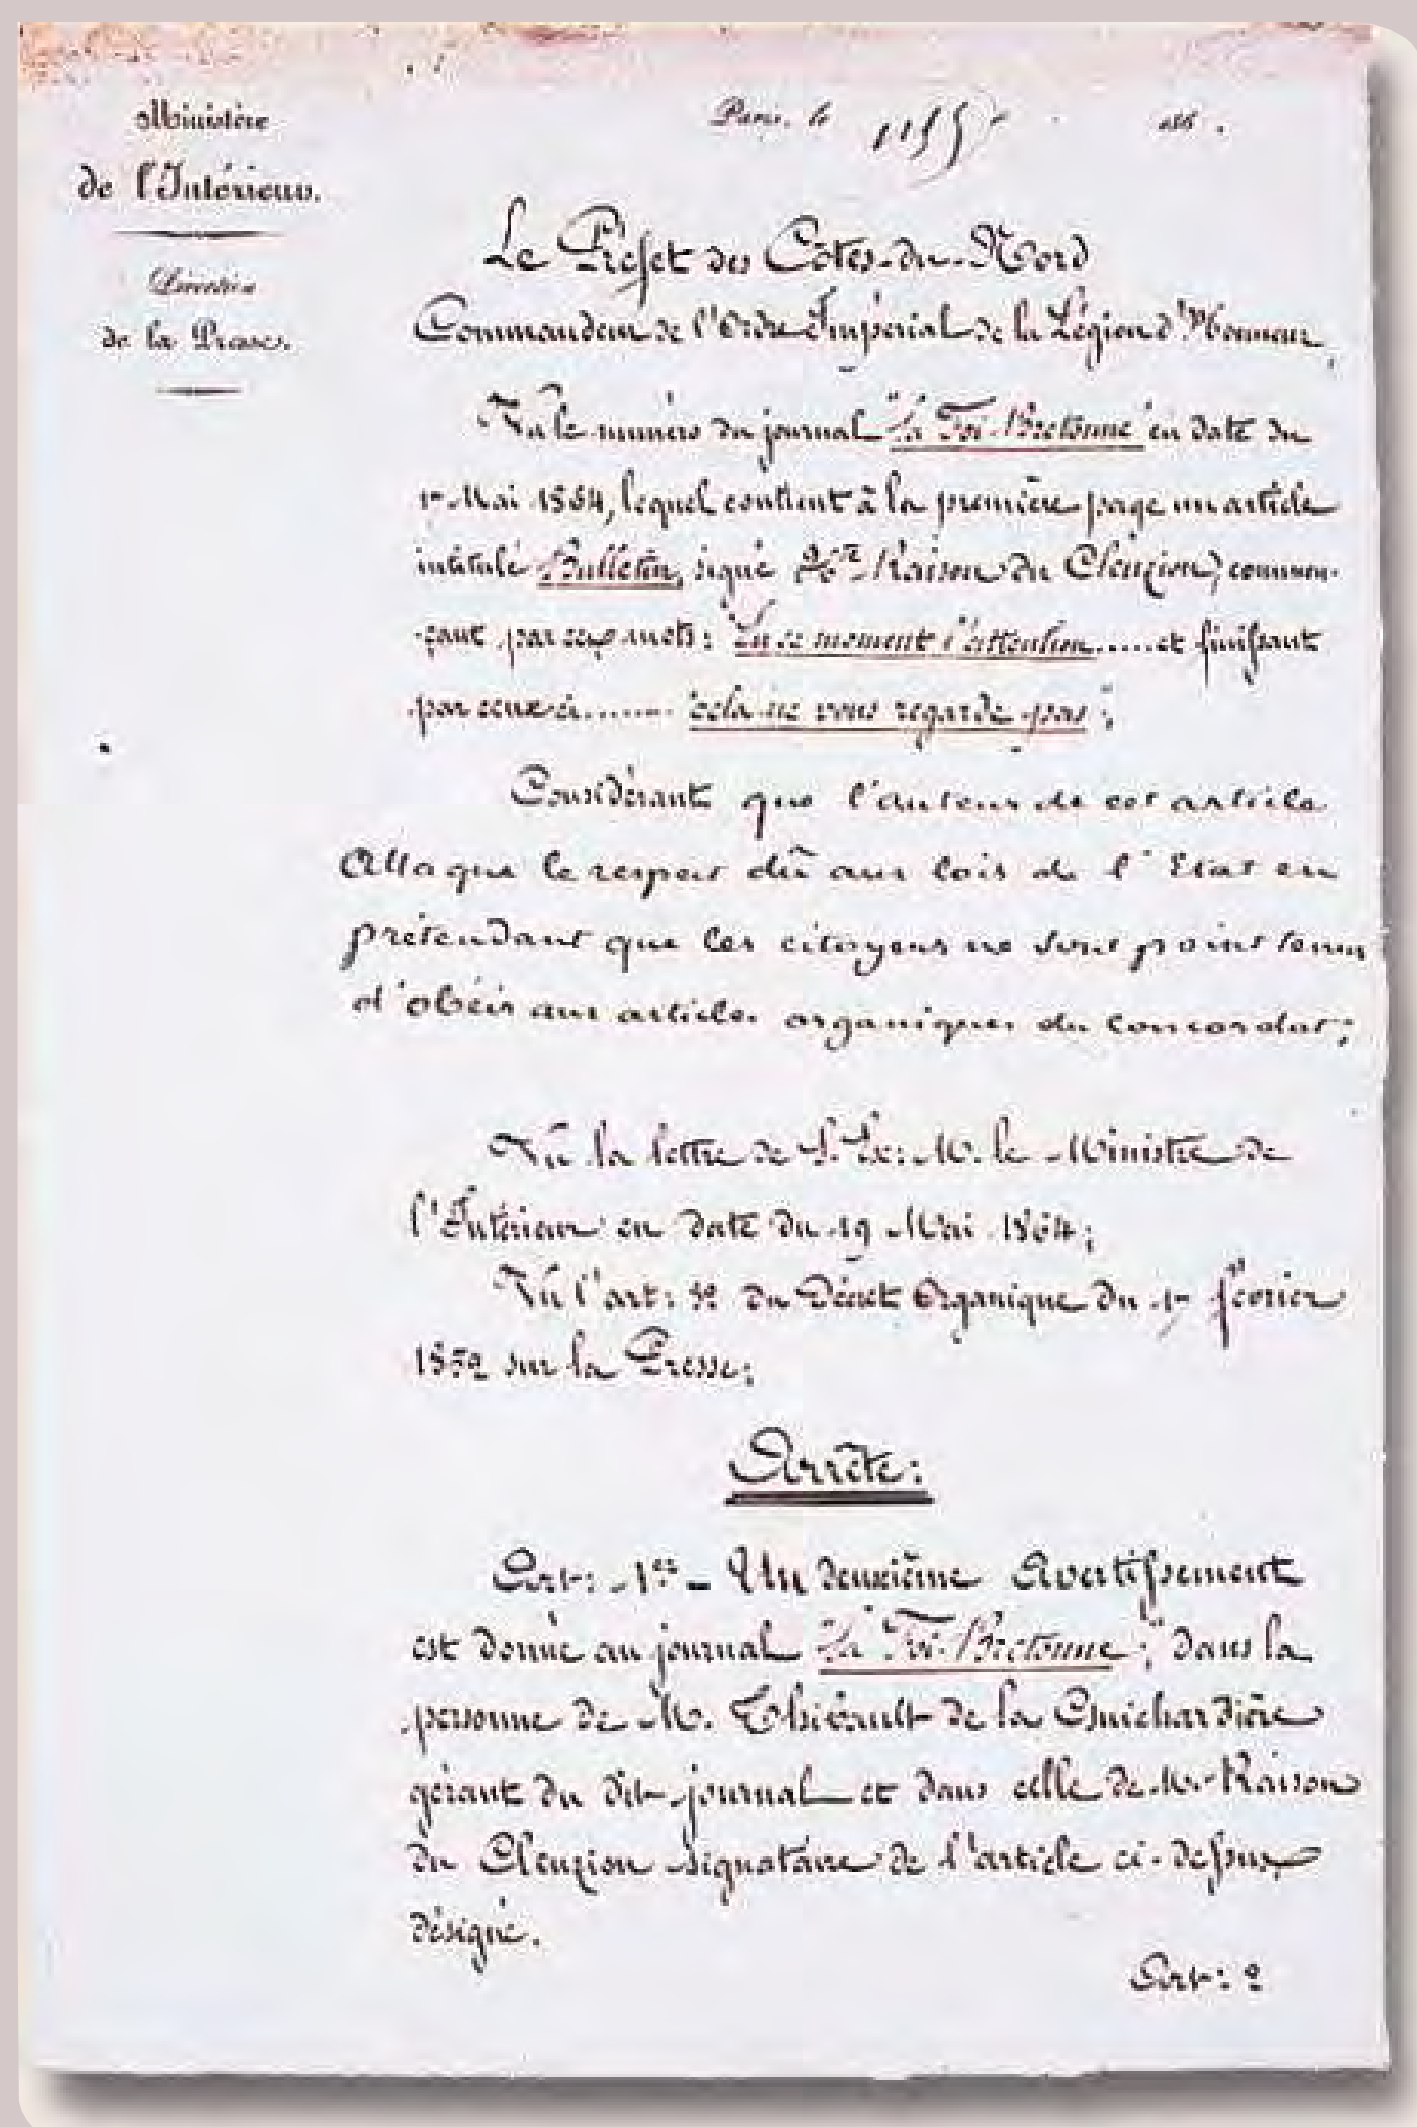 Ministère
de l'Intérieur.
Direction
de la Presse.
Paris, le 186 .
Le Préfet des Côtes-du-Nord
Commandeur de l'Ordre Impérial de la Légion d'Honneur,
Vu le numéro du journal "la Foi Bretonne" en date du
1er Mai 1864, lequel contient à la première page un article
intitulé Bulletin, signé Raison du Cleuziou, commen-
-çant par ces mots: En ce moment l'attention..... et finissant
par ceux-ci....... cela ne vous regarde pas;
Considérant que l'auteur de cet article
Attaque le respect dû aux lois de l'Etat en
prétendant que les citoyens ne sont point tenus
d'obéir aux articles organiques du concordat;
Vu la lettre de S. Ex: M. le Ministre de
l'Intérieur en date du 19 Mai 1864;
Vu l'art: du Décret Organique du 17 février
1852 sur la Presse;
Arrête:
Art: 1er - Un deuxième Avertissement
est donné au journal "la Foi Bretonne", dans la
personne de M. Thiérault de la Guichardière
gérant du dit journal et dans celle de M. Raison
du Cleuziou signataire de l'article ci-dessus
désigné.
Art: 2